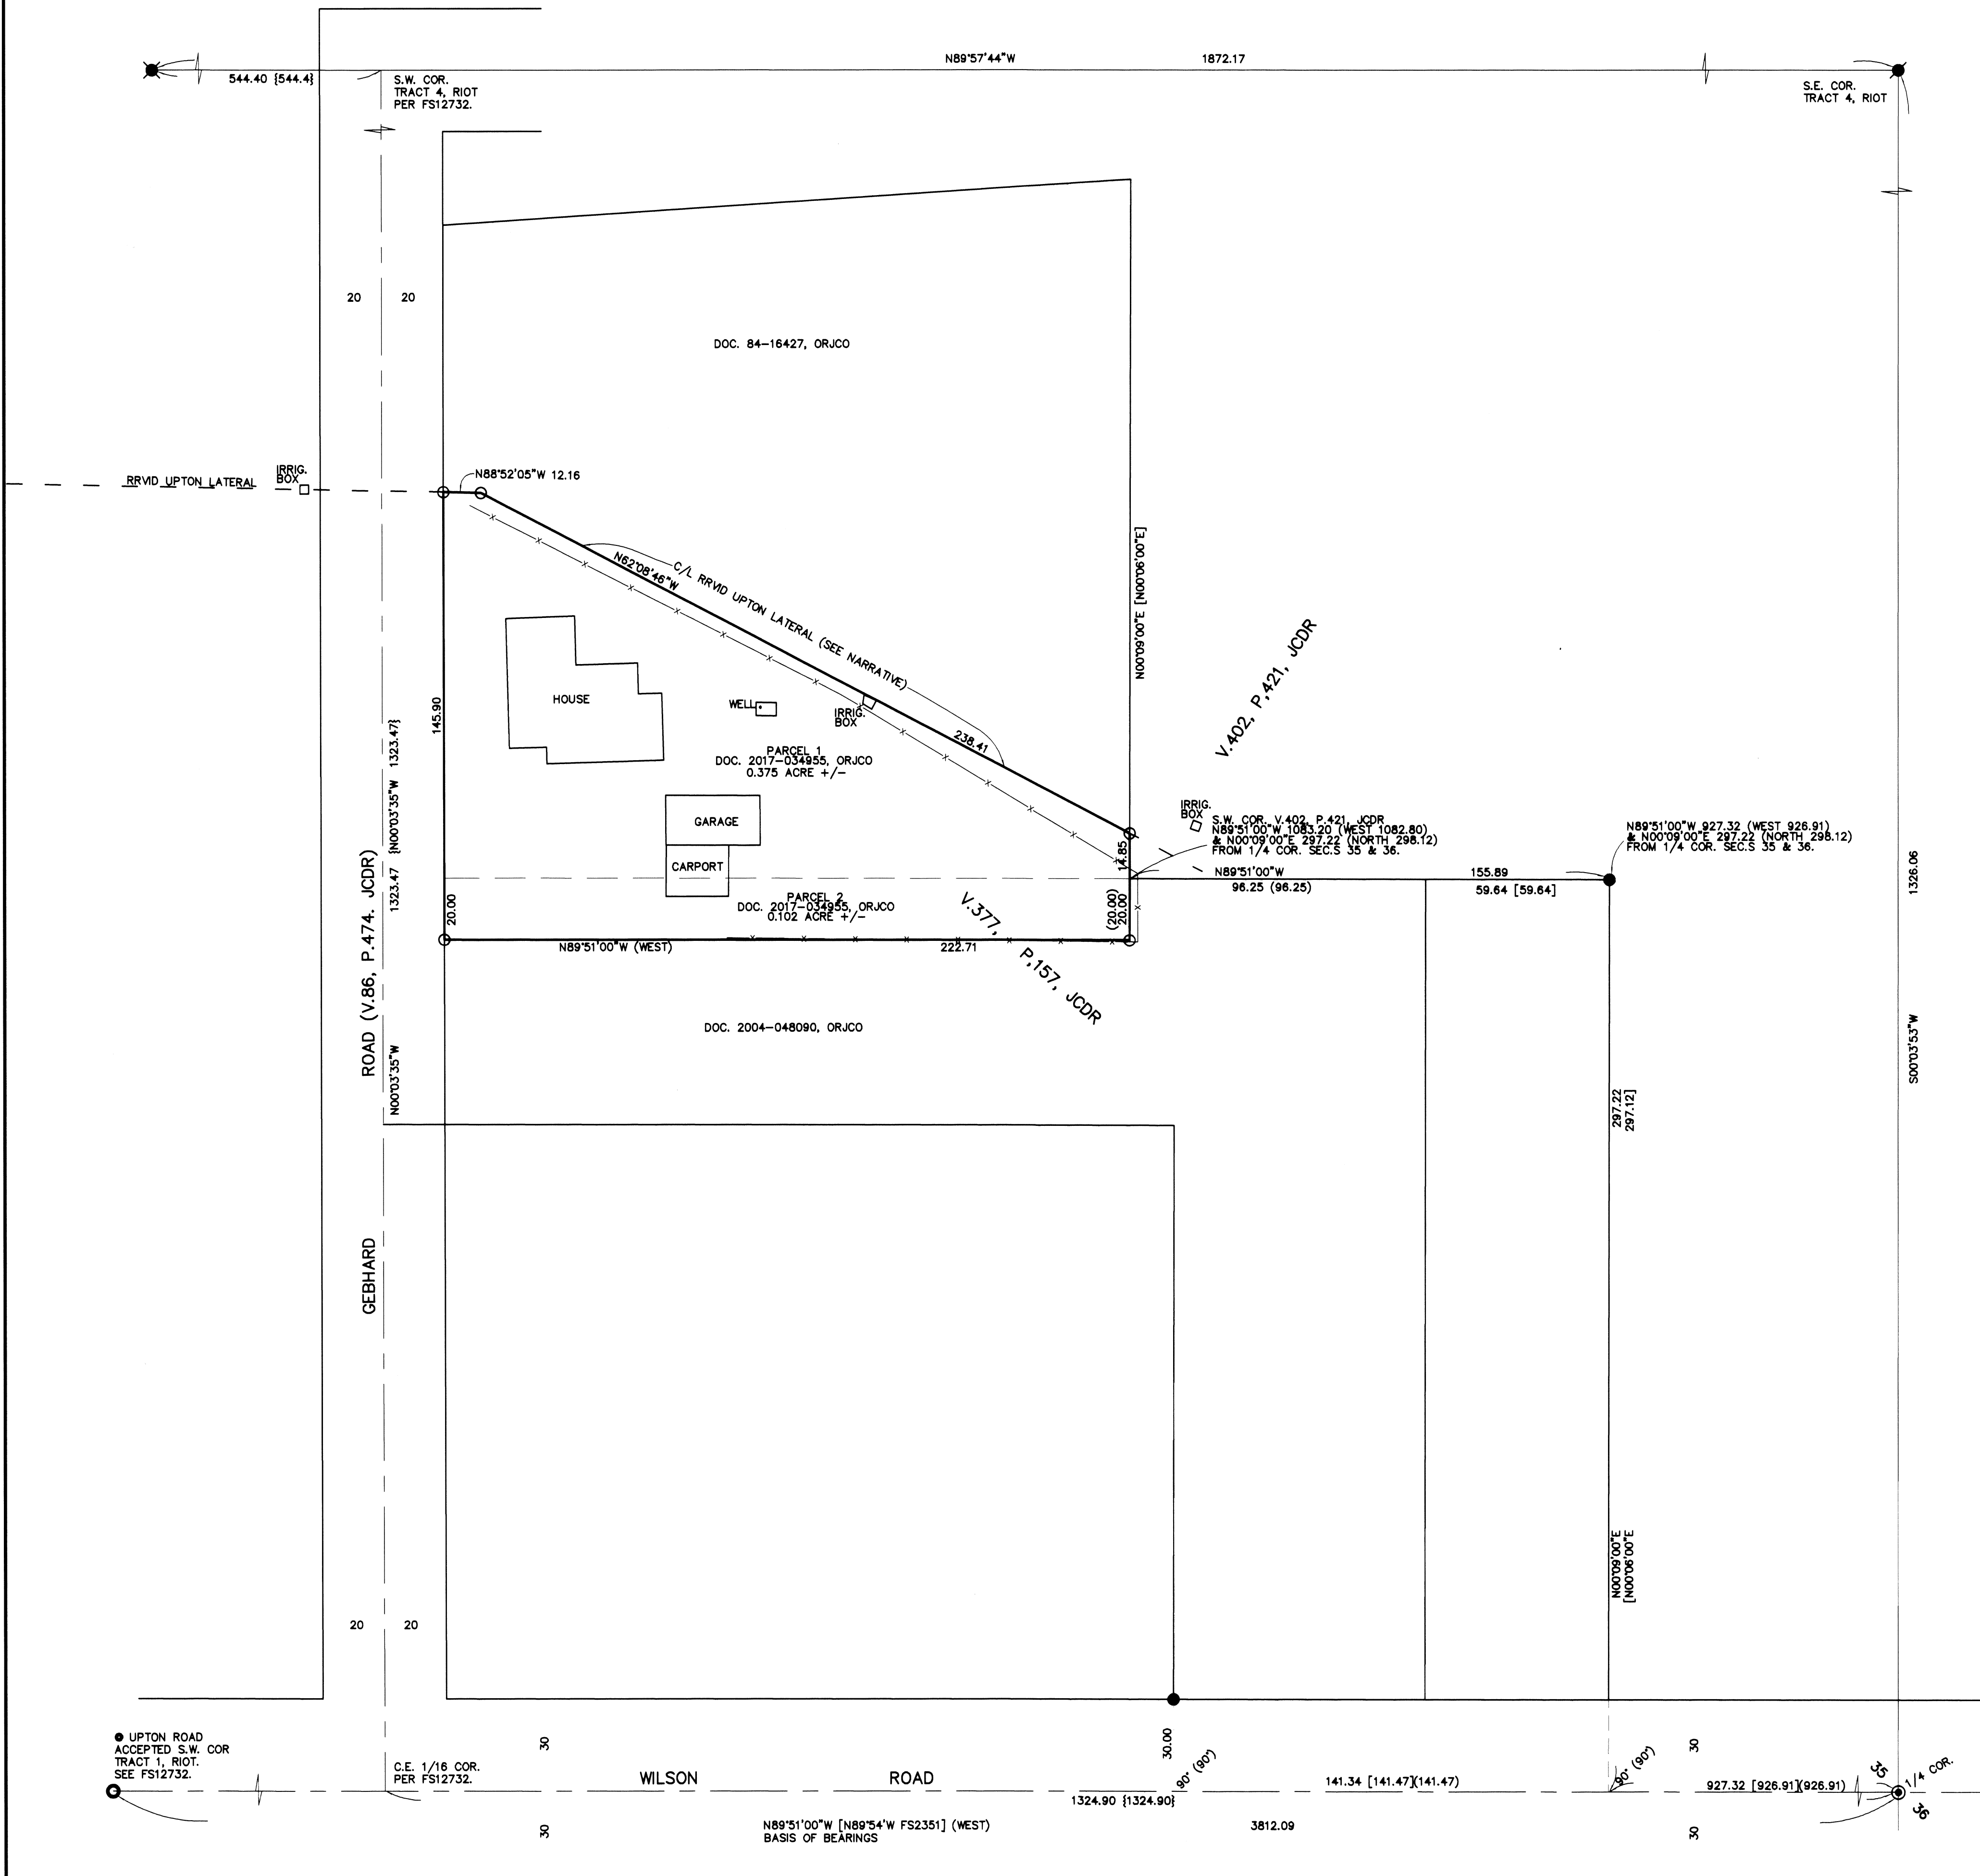 N89°57'44"W 1872.17
544.40 {544.4}
S.W. COR.
TRACT 4, RIOT
PER FS12732.
S.E. COR.
TRACT 4, RIOT
20 20
DOC. 84-16427, ORJCO
RRVID UPTON LATERAL
IRRIG.
BOX
N88°52'05"W 12.16
N62°08'46"W
C/L RRVID UPTON LATERAL (SEE NARRATIVE)
238.41
N00°09'00"E [N00°06'00"E]
V.402, P.421, JCDR
HOUSE
WELL
IRRIG.
BOX
145.90
PARCEL 1
DOC. 2017-034955, ORJCO
0.375 ACRE +/-
GARAGE
CARPORT
1323.47 {N00°03'35"W 1323.47}
IRRIG.
BOX
S.W. COR. V.402, P.421, JCDR
N89°51'00"W 1083.20 (WEST 1082.80)
& N00°09'00"E 297.22 (NORTH 298.12)
FROM 1/4 COR. SEC.S 35 & 36.
N89°51'00"W 927.32 (WEST 926.91)
& N00°09'00"E 297.22 (NORTH 298.12)
FROM 1/4 COR. SEC.S 35 & 36.
14.85
N89°51'00"W 155.89
96.25 (96.25)
59.64 [59.64]
1326.06
20.00
PARCEL 2
DOC. 2017-034955, ORJCO
0.102 ACRE +/-
(20.00)
20.00
N89°51'00"W (WEST) 222.71
V.377, P.157, JCDR
DOC. 2004-048090, ORJCO
GEBHARD ROAD (V.86, P.474. JCDR)
N00°03'35"W
S00°03'53"W
297.22
297.12]
N00°09'00"E
[N00°06'00"E
20 20
UPTON ROAD
ACCEPTED S.W. COR
TRACT 1, RIOT.
SEE FS12732.
C.E. 1/16 COR.
PER FS12732.
30
WILSON ROAD
30.00
90° (90°)
141.34 [141.47](141.47)
90° (90°)
30
927.32 [926.91](926.91)
35
1/4 COR.
36
1324.90 {1324.90}
30
N89°51'00"W [N89°54'W FS2351] (WEST) 3812.09
BASIS OF BEARINGS
30